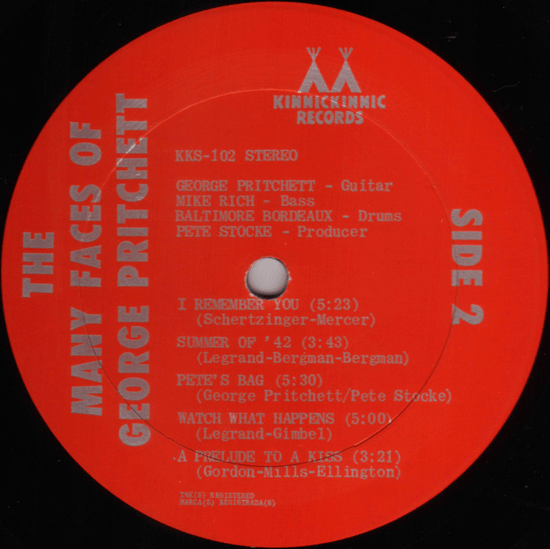 KINNICKINNIC
RECORDS
THE
MANY FACES OF
GEORGE PRITCHETT
SIDE 2
KKS-102 STEREO
GEORGE PRITCHETT - Guitar
MIKE RICH - Bass
BALTIMORE BORDEAUX - Drums
PETE STOCKE - Producer
I REMEMBER YOU (5:23)
(Schertzinger-Mercer)
SUMMER OF '42 (3:43)
(Legrand-Bergman-Bergman)
PETE'S BAG (5:30)
(George Pritchett/Pete Stocke)
WATCH WHAT HAPPENS (5:00)
(Legrand-Gimbel)
A PRELUDE TO A KISS (3:21)
(Gordon-Mills-Ellington)
TMK(S) REGISTERED
MARCA(S) REGISTRADA(S)